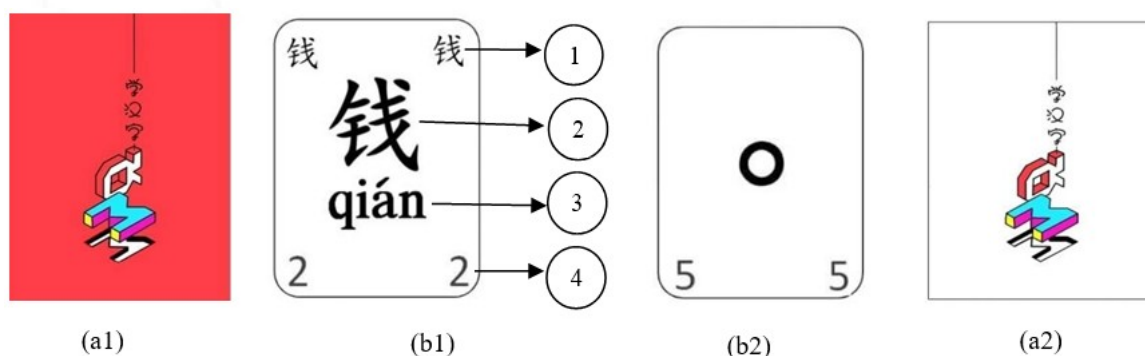 钱 钱 1
钱 2
qián 3
2 2 4
5 5
学
汉
字
学
汉
字
(a1) (b1) (b2) (a2)